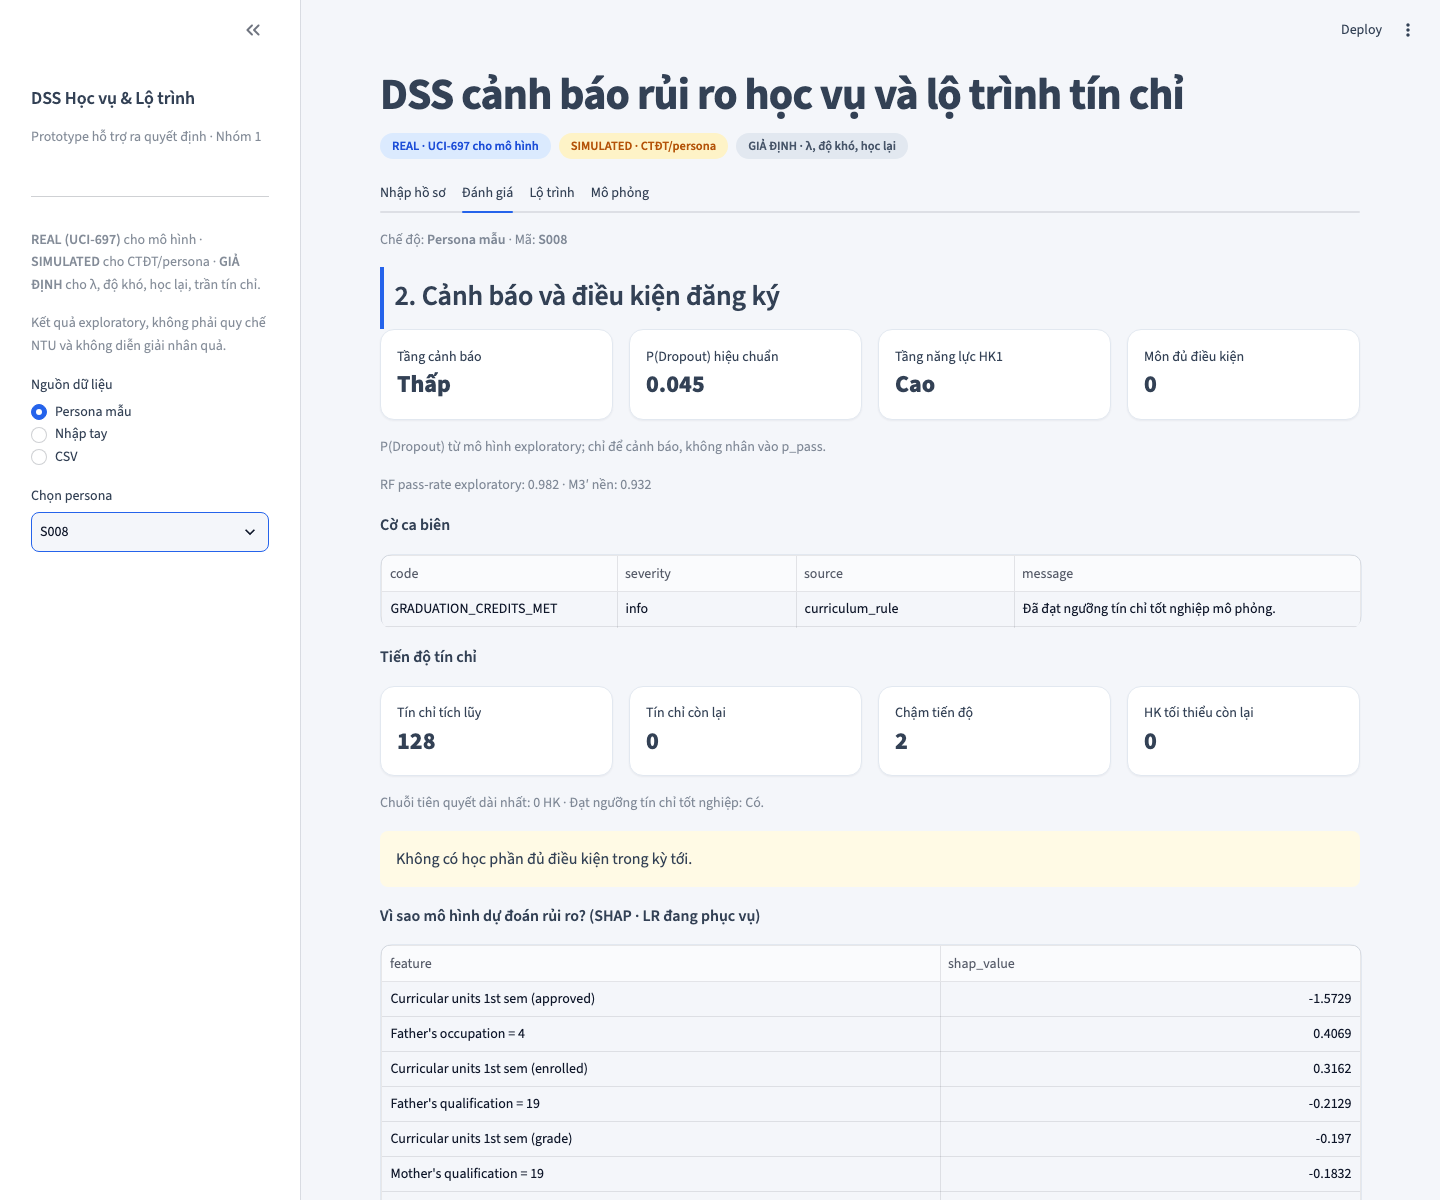 DSS Học vụ & Lộ trình
Prototype hỗ trợ ra quyết định · Nhóm 1
REAL (UCI-697) cho mô hình ·
SIMULATED cho CTĐT/persona · GIẢ
ĐỊNH cho λ, độ khó, học lại, trần tín chỉ.
Kết quả exploratory, không phải quy chế
NTU và không diễn giải nhân quả.
Nguồn dữ liệu
Persona mẫu
Nhập tay
CSV
Chọn persona
S008
Deploy
DSS cảnh báo rủi ro học vụ và lộ trình tín chỉ
REAL · UCI-697 cho mô hình
SIMULATED · CTĐT/persona
GIẢ ĐỊNH · λ, độ khó, học lại
Nhập hồ sơ
Đánh giá
Lộ trình
Mô phỏng
Chế độ: Persona mẫu · Mã: S008
2. Cảnh báo và điều kiện đăng ký
Tầng cảnh báo
Thấp
P(Dropout) hiệu chuẩn
0.045
Tầng năng lực HK1
Cao
Môn đủ điều kiện
0
P(Dropout) từ mô hình exploratory; chỉ để cảnh báo, không nhân vào p_pass.
RF pass-rate exploratory: 0.982 · M3′ nền: 0.932
Cờ ca biên
code severity source message
GRADUATION_CREDITS_MET info curriculum_rule Đã đạt ngưỡng tín chỉ tốt nghiệp mô phỏng.
Tiến độ tín chỉ
Tín chỉ tích lũy
128
Tín chỉ còn lại
0
Chậm tiến độ
2
HK tối thiểu còn lại
0
Chuỗi tiên quyết dài nhất: 0 HK · Đạt ngưỡng tín chỉ tốt nghiệp: Có.
Không có học phần đủ điều kiện trong kỳ tới.
Vì sao mô hình dự đoán rủi ro? (SHAP · LR đang phục vụ)
feature shap_value
Curricular units 1st sem (approved) -1.5729
Father's occupation = 4 0.4069
Curricular units 1st sem (enrolled) 0.3162
Father's qualification = 19 -0.2129
Curricular units 1st sem (grade) -0.197
Mother's qualification = 19 -0.1832